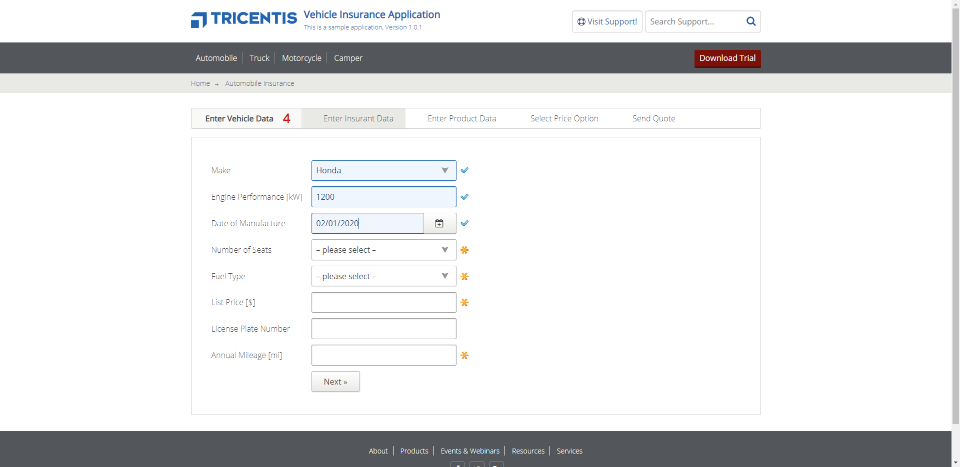 TRICENTIS Vehicle Insurance Application
This is a sample application. Version 1.0.1
Visit Support!
Search Support...
Automobile Truck Motorcycle Camper
Download Trial
Home → Automobile Insurance
Enter Vehicle Data 4 Enter Insurant Data Enter Product Data Select Price Option Send Quote
Make Honda
Engine Performance [kW] 1200
Date of Manufacture 02/01/2020
Number of Seats – please select –
Fuel Type – please select –
List Price [$]
License Plate Number
Annual Mileage [mi]
Next »
About Products Events & Webinars Resources Services